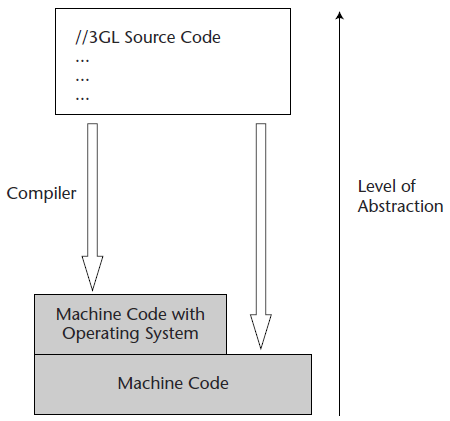 //3GL Source Code
...
...
...
Compiler
Level of
Abstraction
Machine Code with
Operating System
Machine Code